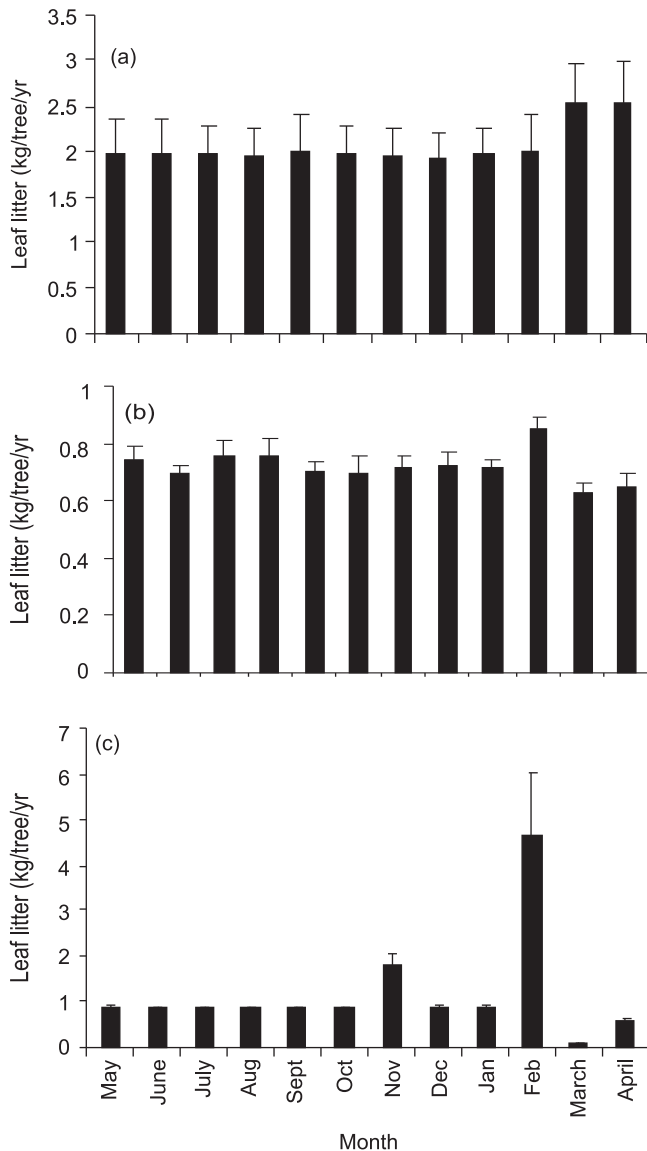 (a)
Leaf litter (kg/tree/yr)
3.5
3
2.5
2
1.5
1
0.5
0
(b)
Leaf litter (kg/tree/yr)
1
0.8
0.6
0.4
0.2
0
(c)
Leaf litter (kg/tree/yr)
7
6
5
4
3
2
1
0
May June July Aug Sept Oct Nov Dec Jan Feb March April
Month